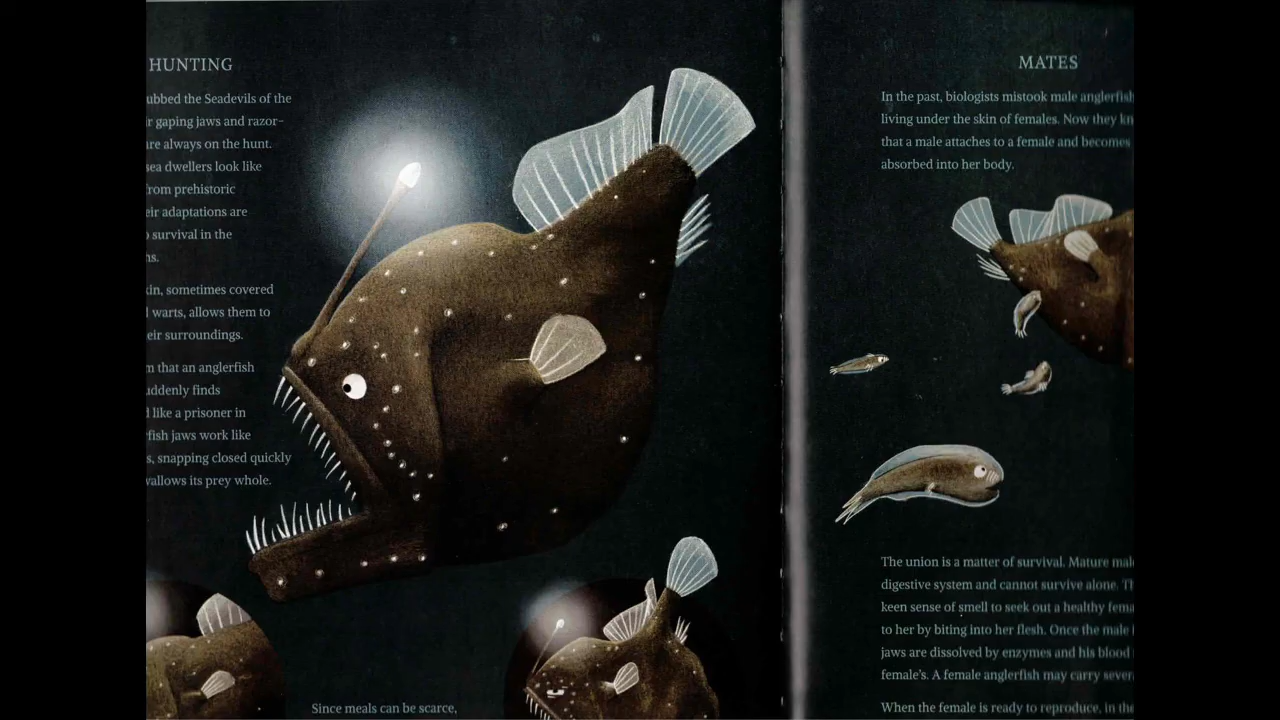 HUNTING
ubbed the Seadevils of the
r gaping jaws and razor–
are always on the hunt.
sea dwellers look like
from prehistoric
eir adaptations are
survival in the
ns.
kin, sometimes covered
warts, allows them to
eir surroundings.
m that an anglerfish
uddenly finds
d like a prisoner in
rfish jaws work like
s, snapping closed quickly
wallows its prey whole.
Since meals can be scarce,
MATES
In the past, biologists mistook male anglerfish
living under the skin of females. Now they kn
that a male attaches to a female and becomes
absorbed into her body.
The union is a matter of survival. Mature mal
digestive system and cannot survive alone. Th
keen sense of smell to seek out a healthy fema
to her by biting into her flesh. Once the male
jaws are dissolved by enzymes and his blood
female's. A female anglerfish may carry sever
When the female is ready to reproduce, in the